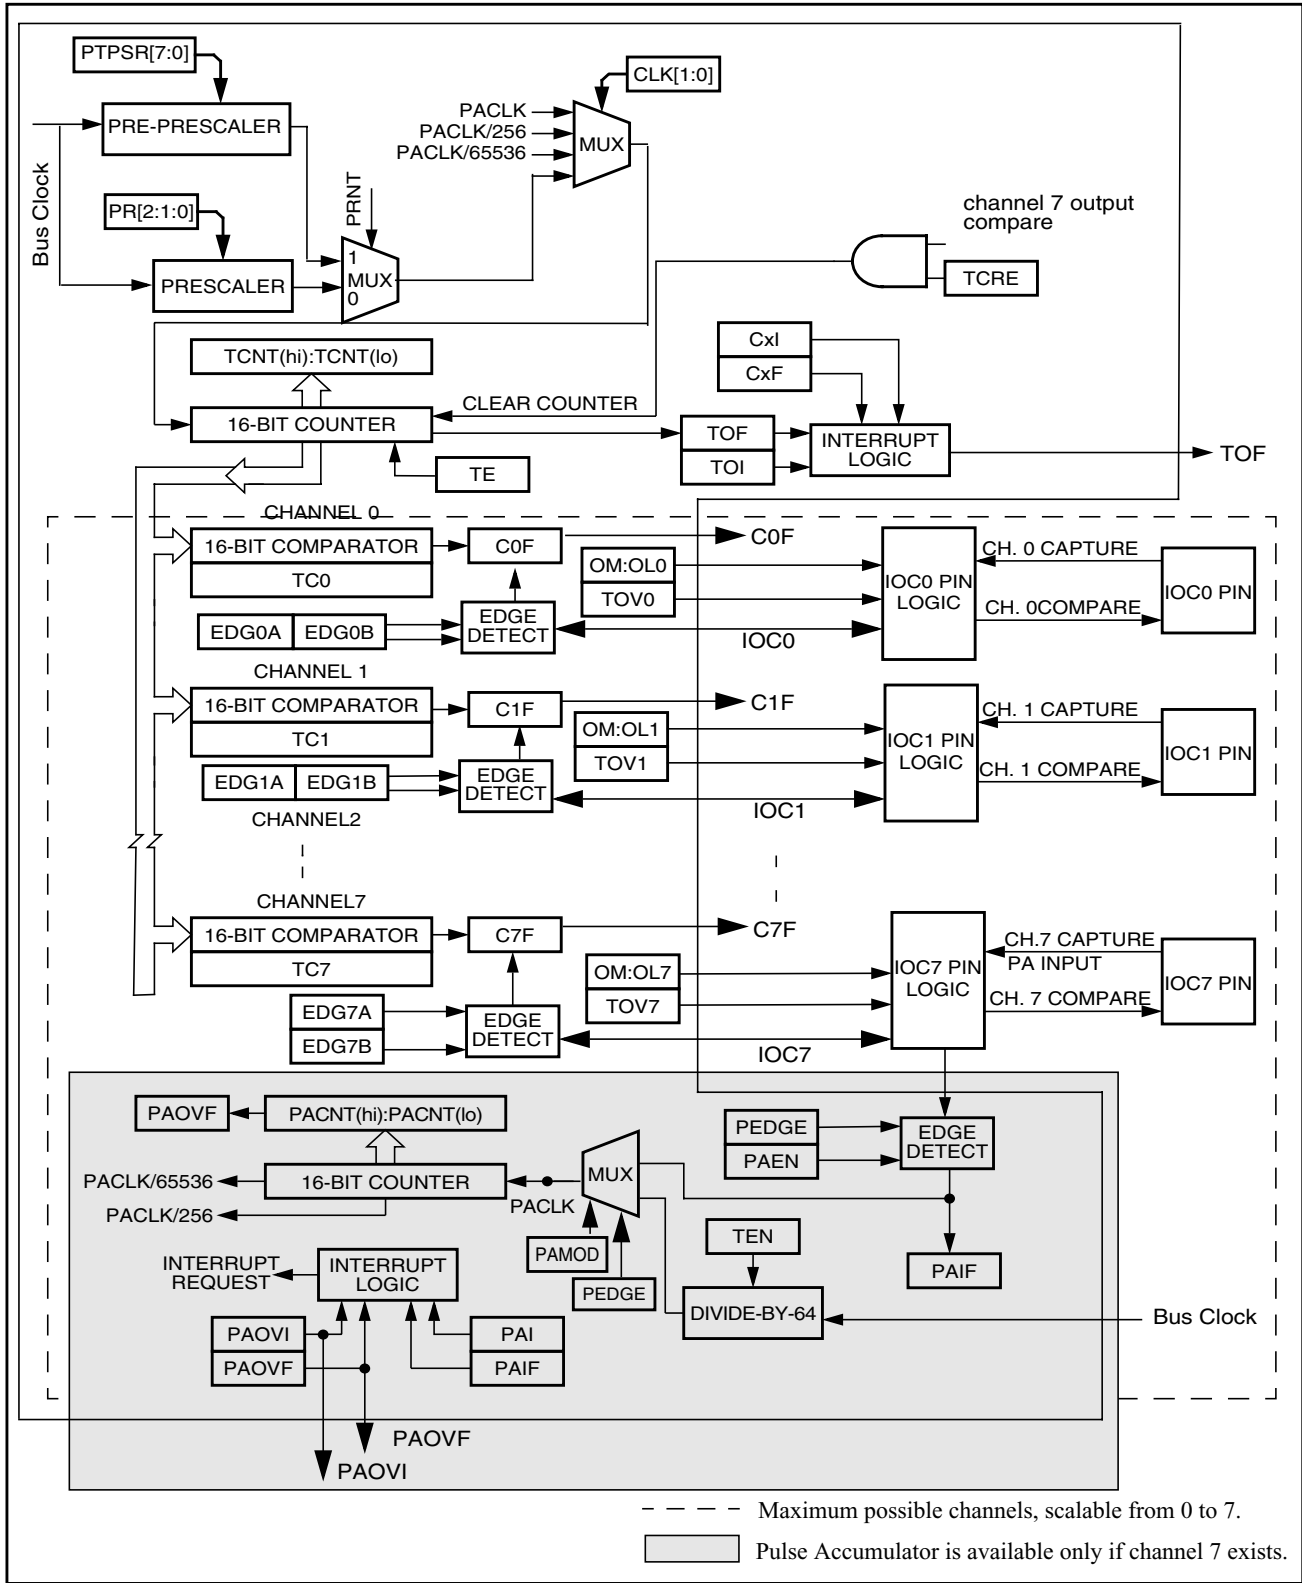 PTPSR[7:0]
CLK[1:0]
PRE-PRESCALER
PACLK
PACLK/256
PACLK/65536
MUX
Bus Clock
PR[2:1:0]
PRNT
channel 7 output
compare
1
MUX
0
PRESCALER
TCRE
CxI
CxF
TCNT(hi):TCNT(lo)
CLEAR COUNTER
16-BIT COUNTER
TOF
TOI
INTERRUPT
LOGIC
TOF
TE
CHANNEL 0
16-BIT COMPARATOR
TC0
C0F
C0F
OM:OL0
TOV0
IOC0 PIN
LOGIC
CH. 0 CAPTURE
CH. 0COMPARE
IOC0 PIN
EDG0A
EDG0B
EDGE
DETECT
IOC0
CHANNEL 1
16-BIT COMPARATOR
TC1
C1F
C1F
OM:OL1
TOV1
IOC1 PIN
LOGIC
CH. 1 CAPTURE
CH. 1 COMPARE
IOC1 PIN
EDG1A
EDG1B
EDGE
DETECT
IOC1
CHANNEL2
CHANNEL7
16-BIT COMPARATOR
TC7
C7F
C7F
OM:OL7
TOV7
IOC7 PIN
LOGIC
CH.7 CAPTURE
PA INPUT
CH. 7 COMPARE
IOC7 PIN
EDG7A
EDG7B
EDGE
DETECT
IOC7
PAOVF
PACNT(hi):PACNT(lo)
PEDGE
PAEN
EDGE
DETECT
MUX
PACLK/65536
16-BIT COUNTER
PACLK
PACLK/256
TEN
PAMOD
INTERRUPT
REQUEST
INTERRUPT
LOGIC
PAIF
PEDGE
DIVIDE-BY-64
Bus Clock
PAOVI
PAOVF
PAI
PAIF
PAOVF
PAOVI
Maximum possible channels, scalable from 0 to 7.
Pulse Accumulator is available only if channel 7 exists.